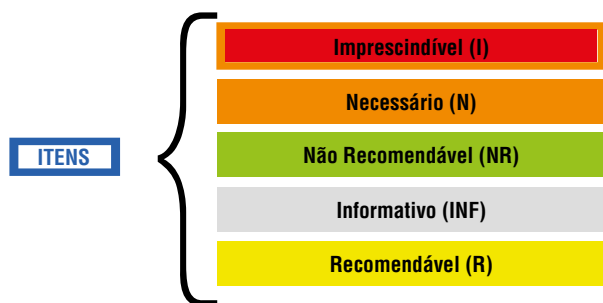 Imprescindível (I)
Necessário (N)
ITENS
Não Recomendável (NR)
Informativo (INF)
Recomendável (R)